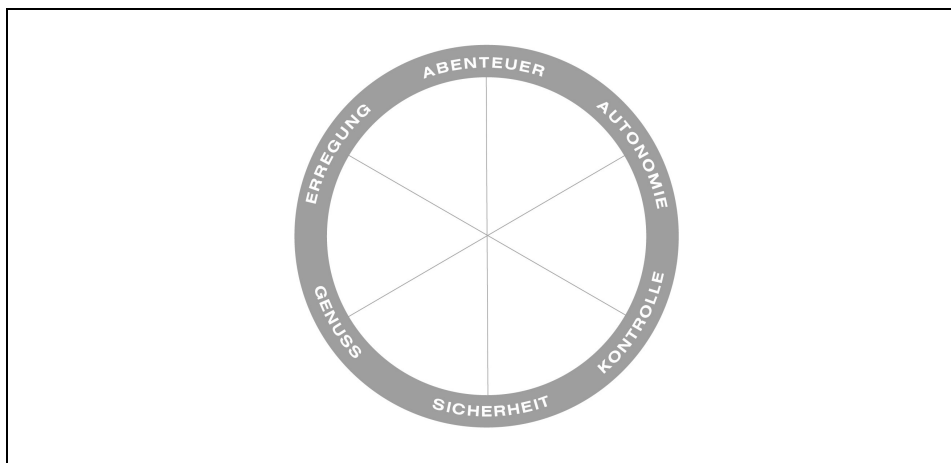 ABENTEUER
AUTONOMIE
KONTROLLE
SICHERHEIT
GENUSS
ERREGUNG